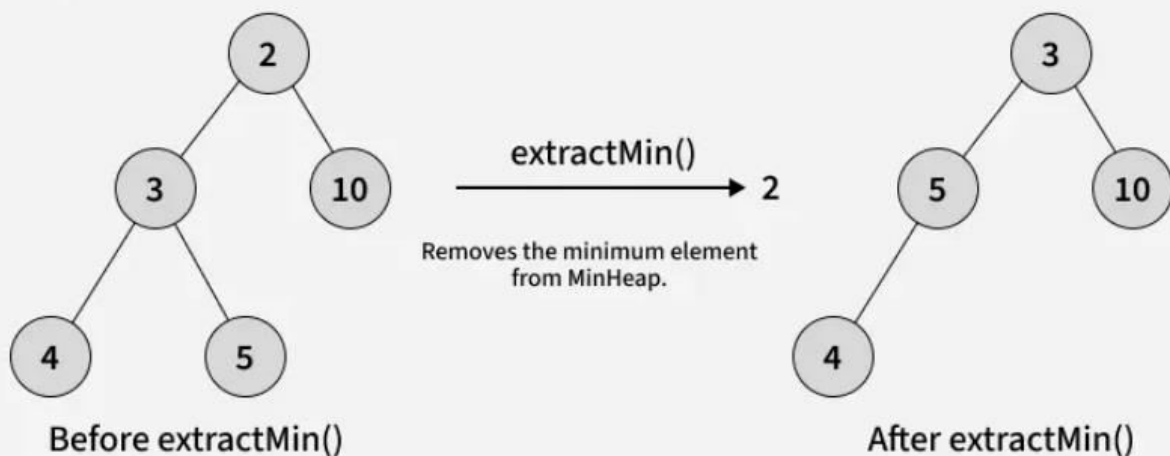 2
3
10
4
5
Before extractMin()
extractMin()
2
Removes the minimum element
from MinHeap.
3
5
10
4
After extractMin()